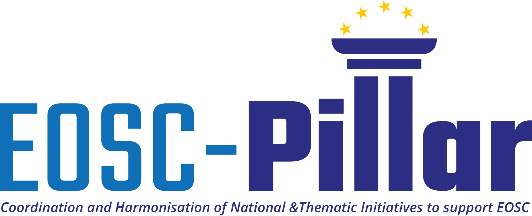 EOSC-Pillar
Coordination and Harmonisation of National &Thematic Initiatives to support EOSC